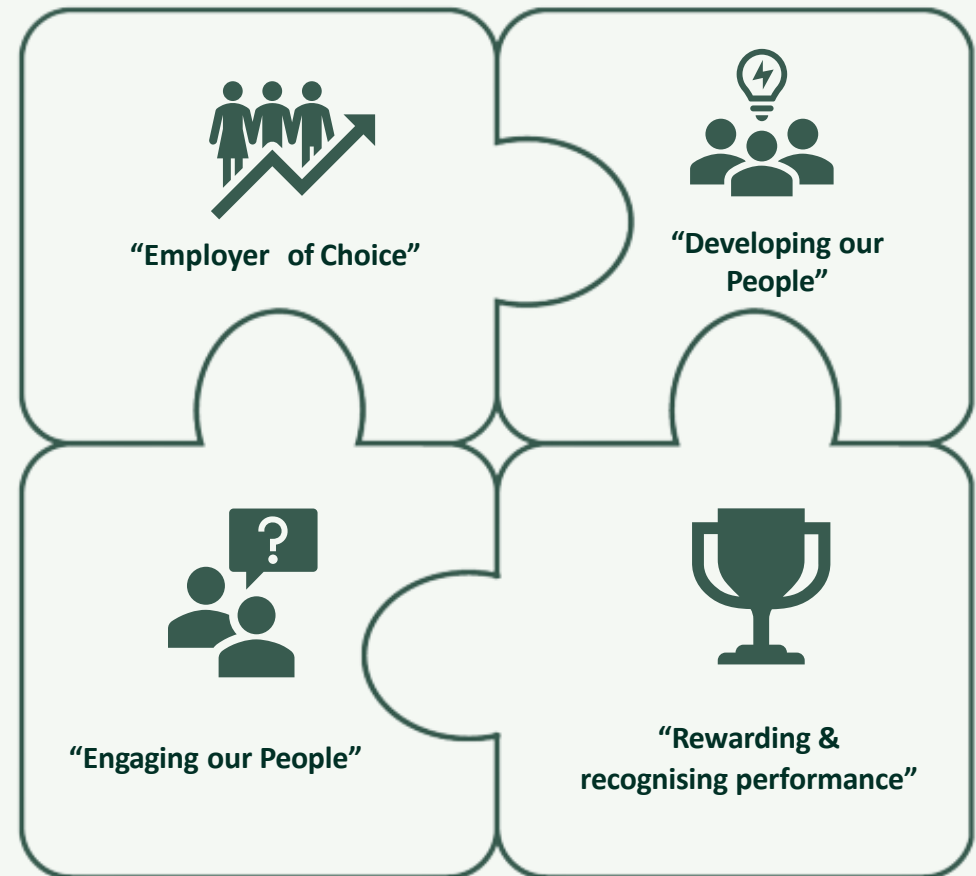 “Employer of Choice”
“Developing our
People”
?
“Engaging our People”
“Rewarding &
recognising performance”